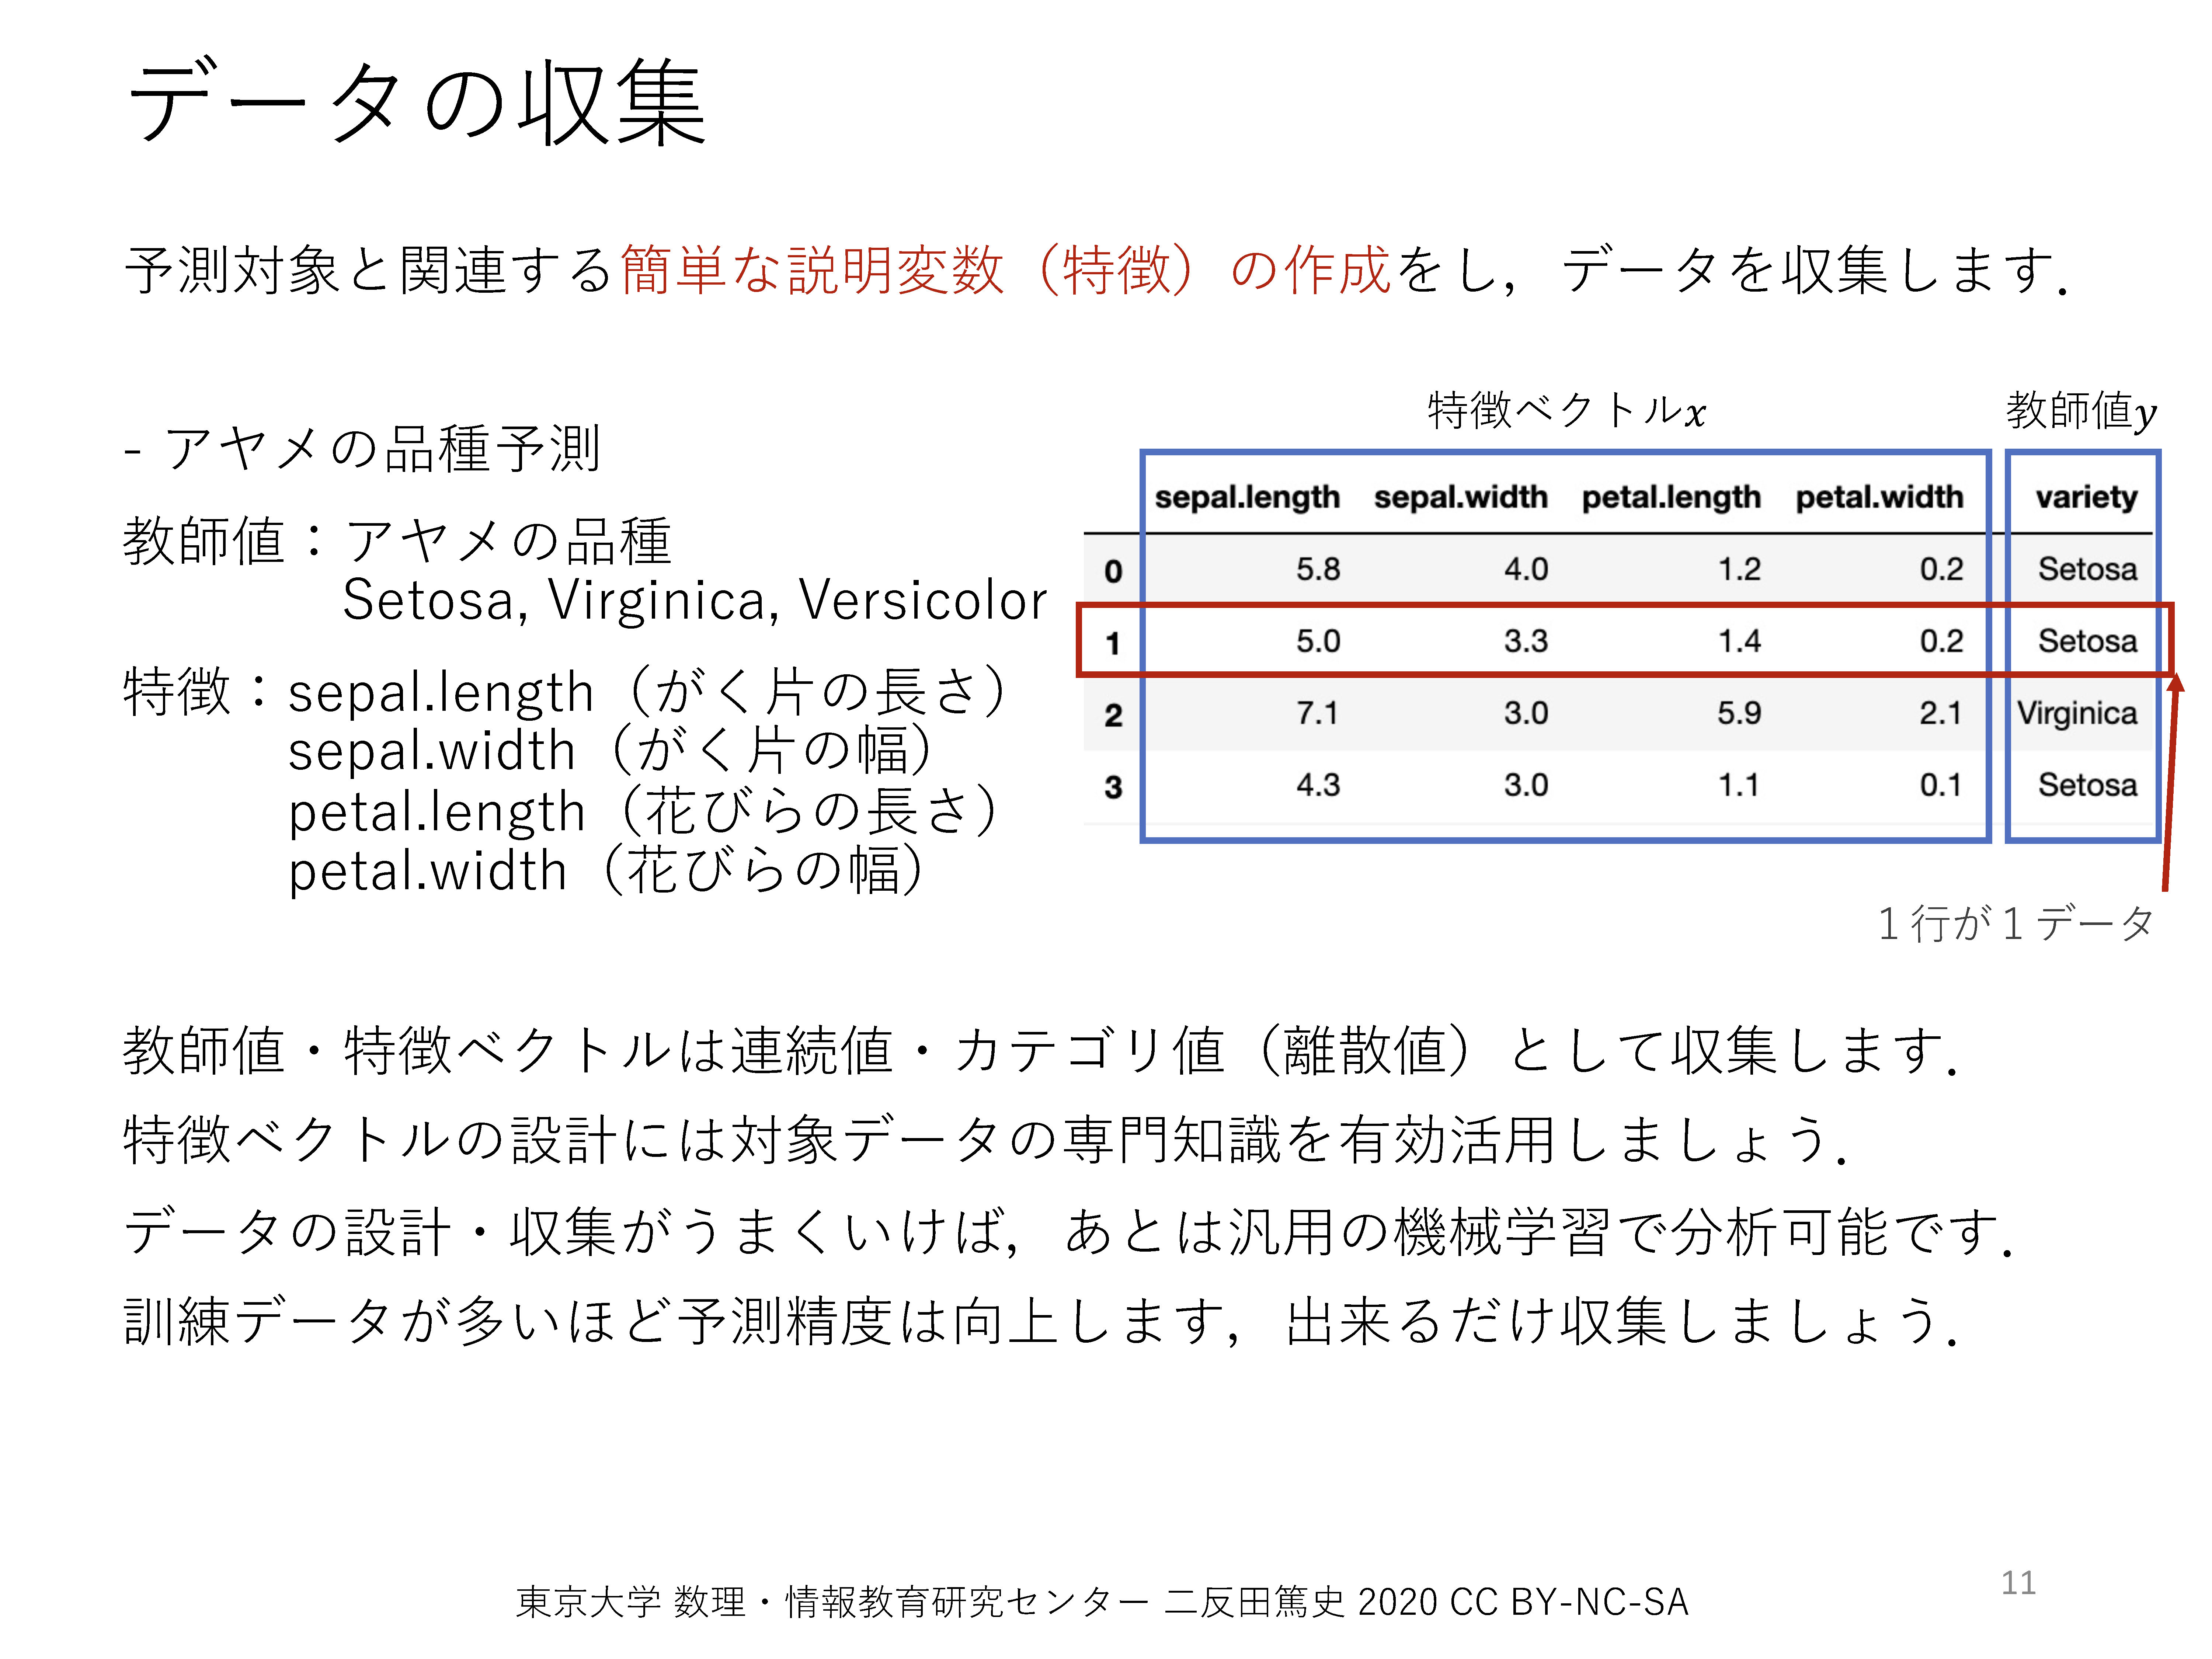 データの収集
予測対象と関連する簡単な説明変数（特徴）の作成をし，データを収集します．
- アヤメの品種予測
教師値：アヤメの品種
Setosa, Virginica, Versicolor
特徴：sepal.length（がく片の長さ）
sepal.width（がく片の幅）
petal.length（花びらの長さ）
petal.width（花びらの幅）
特徴ベクトルx 教師値y
sepal.length sepal.width petal.length petal.width variety
0 5.8 4.0 1.2 0.2 Setosa
1 5.0 3.3 1.4 0.2 Setosa
2 7.1 3.0 5.9 2.1 Virginica
3 4.3 3.0 1.1 0.1 Setosa
１行が１データ
教師値・特徴ベクトルは連続値・カテゴリ値（離散値）として収集します．
特徴ベクトルの設計には対象データの専門知識を有効活用しましょう．
データの設計・収集がうまくいけば，あとは汎用の機械学習で分析可能です．
訓練データが多いほど予測精度は向上します，出来るだけ収集しましょう．
東京大学 数理・情報教育研究センター 二反田篤史 2020 CC BY-NC-SA
11